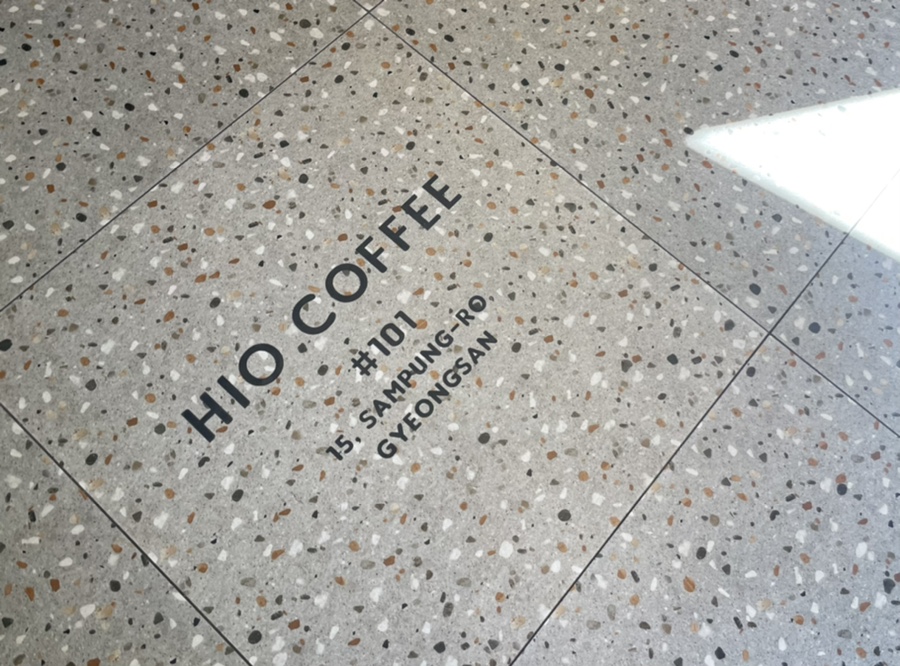 HIO COFFEE
#101
15, SAMPUNG-RO
GYEONGSAN